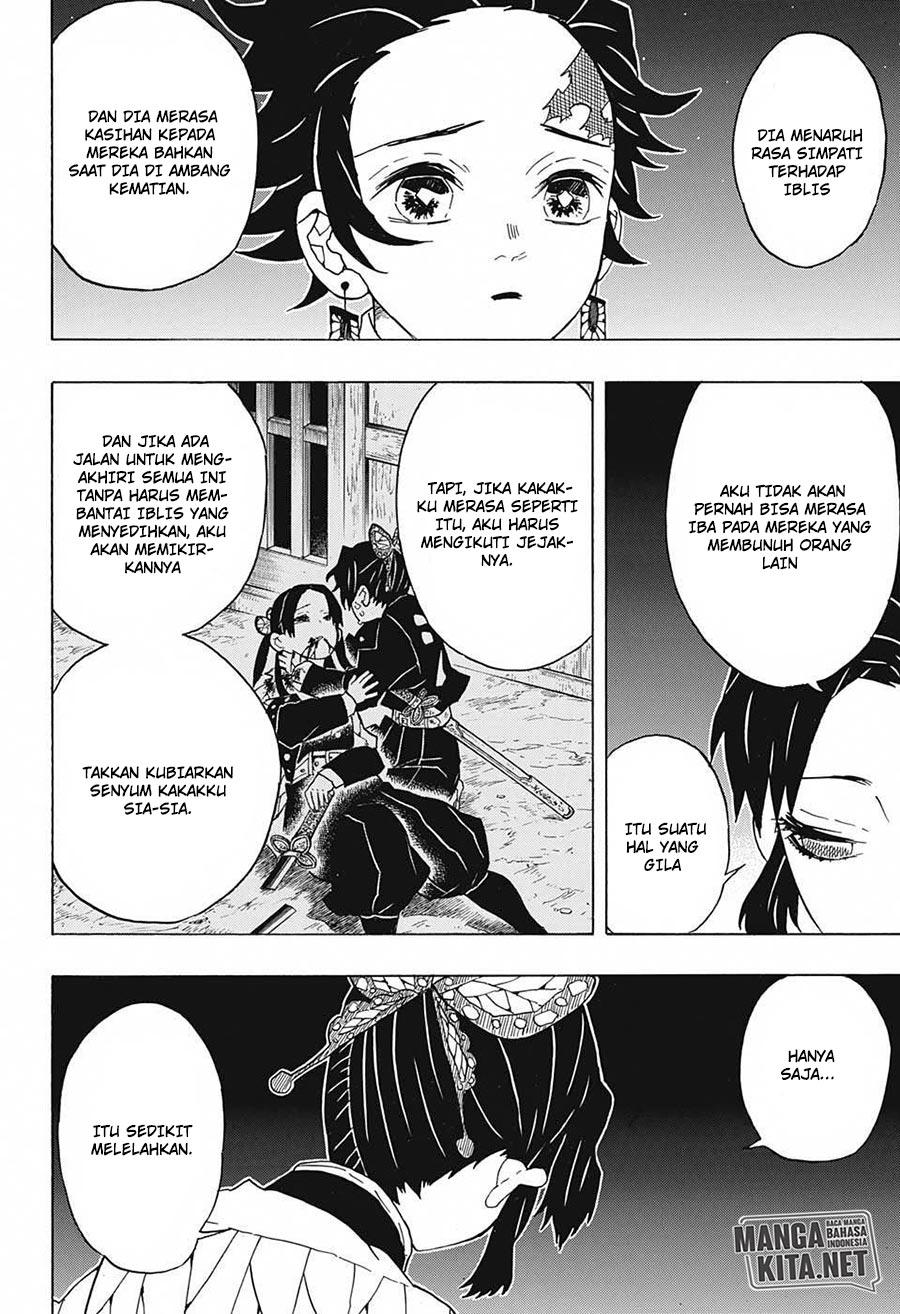 DIA MENARUH
RASA SIMPATI
TERHADAP
IBLIS
DAN DIA MERASA
KASIHAN KEPADA
MEREKA BAHKAN
SAAT DIA DI AMBANG
KEMATIAN.
AKU TIDAK AKAN
PERNAH BISA MERASA
IBA PADA MEREKA YANG
MEMBUNUH ORANG
LAIN
ITU SUATU
HAL YANG
GILA
TAPI, JIKA KAKAK-
KU MERASA SEPERTI
ITU, AKU HARUS
MENGIKUTI JEJAK-
NYA.
DAN JIKA ADA
JALAN UNTUK MENG-
AKHIRI SEMUA INI
TANPA HARUS MEM-
BANTAI IBLIS YANG
MENYEDIHKAN, AKU
AKAN MEMIKIR-
KANNYA
TAKKAN KUBIARKAN
SENYUM KAKAKKU
SIA-SIA.
HANYA
SAJA...
ITU SEDIKIT
MELELAHKAN.
MANGA
KITA.NET
BACA MANGA
BAHASA
INDONESIA